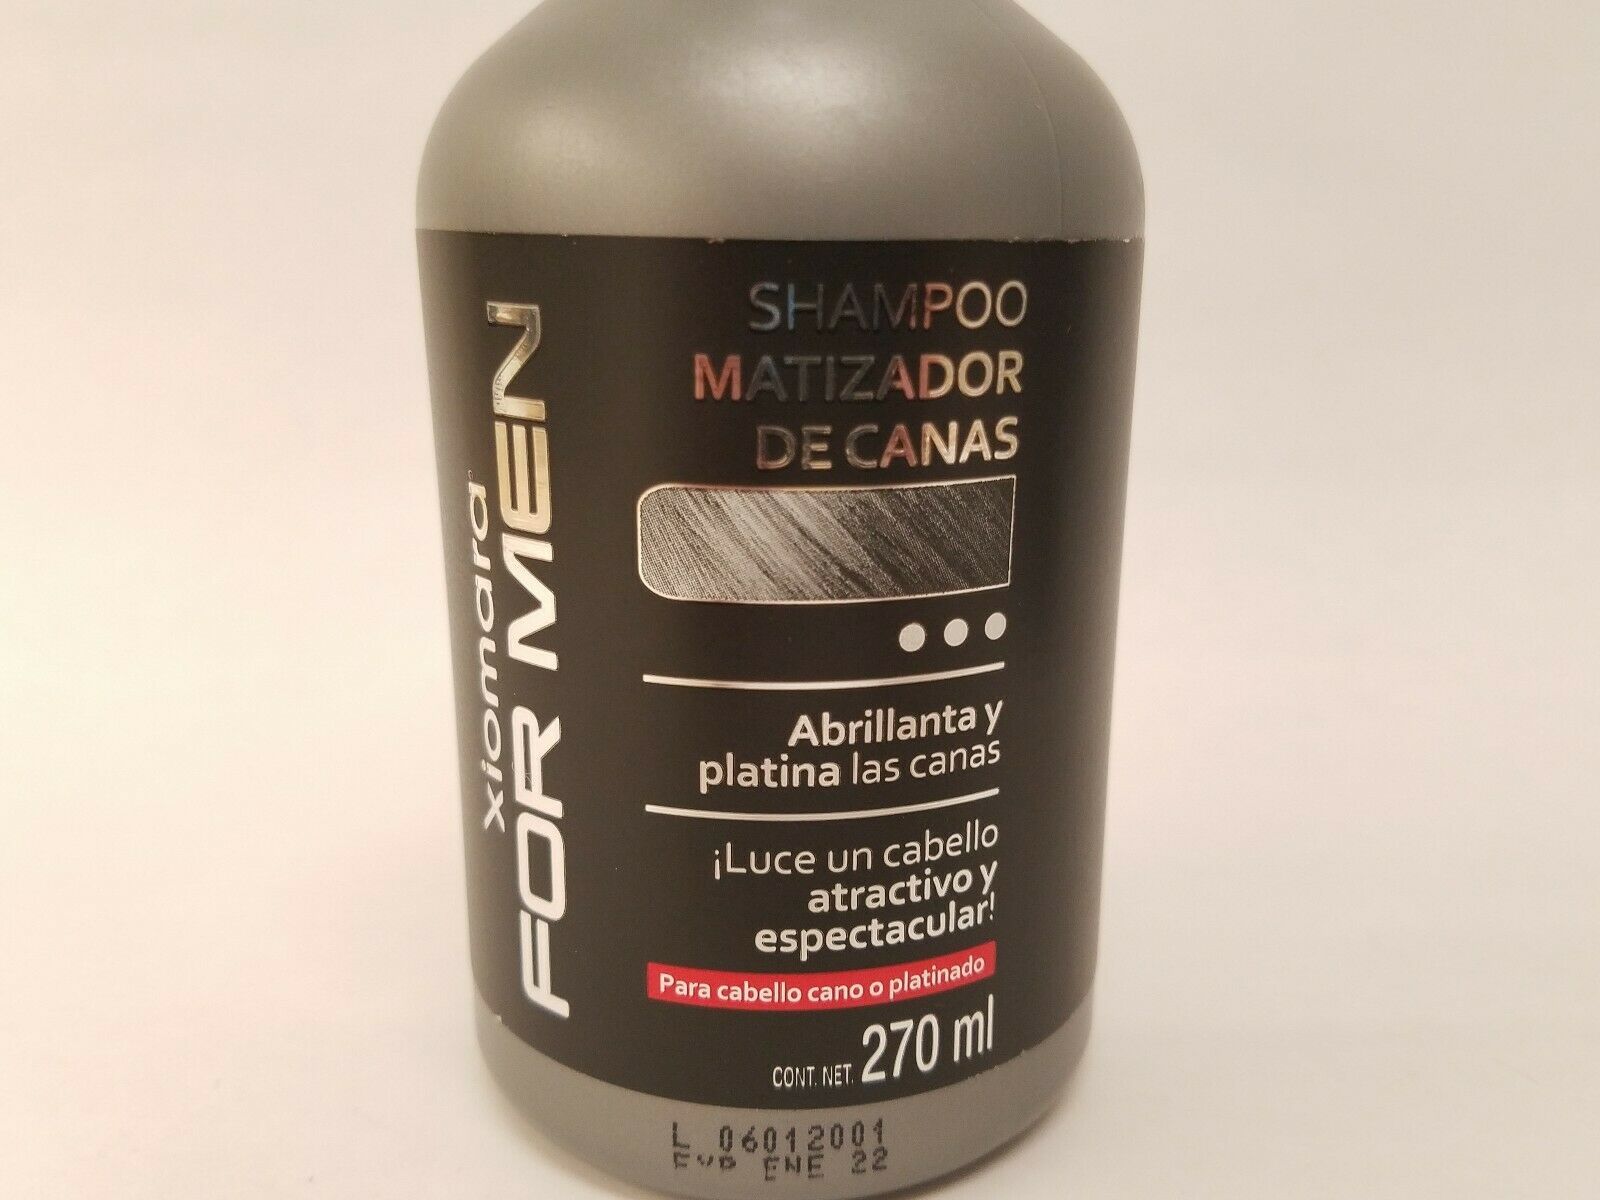 xiomara
FOR MEN
SHAMPOO
MATIZADOR
DE CANAS
Abrillanta y
platina las canas
¡Luce un cabello
atractivo y
espectacular!
Para cabello cano o platinado
CONT. NET. 270 ml
L 06012001
EXP ENE 22